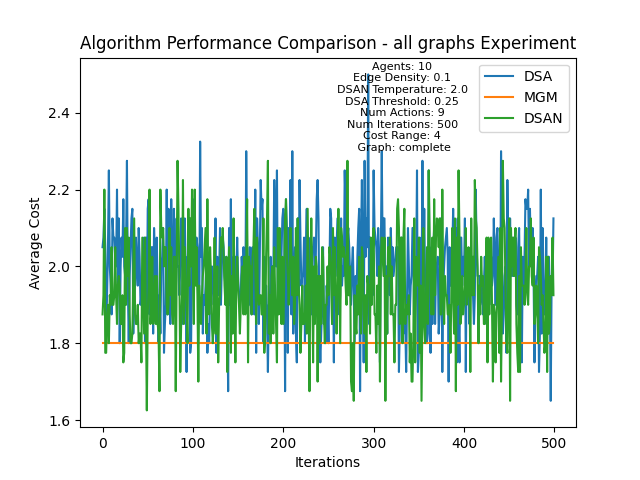 Algorithm Performance Comparison - all graphs Experiment
Agents: 10
Edge Density: 0.1
DSAN Temperature: 2.0
DSA Threshold: 0.25
Num Actions: 9
Num Iterations: 500
Cost Range: 4
Graph: complete
DSA
MGM
DSAN
Average Cost
2.4
2.2
2.0
1.8
1.6
0
100
200
300
400
500
Iterations